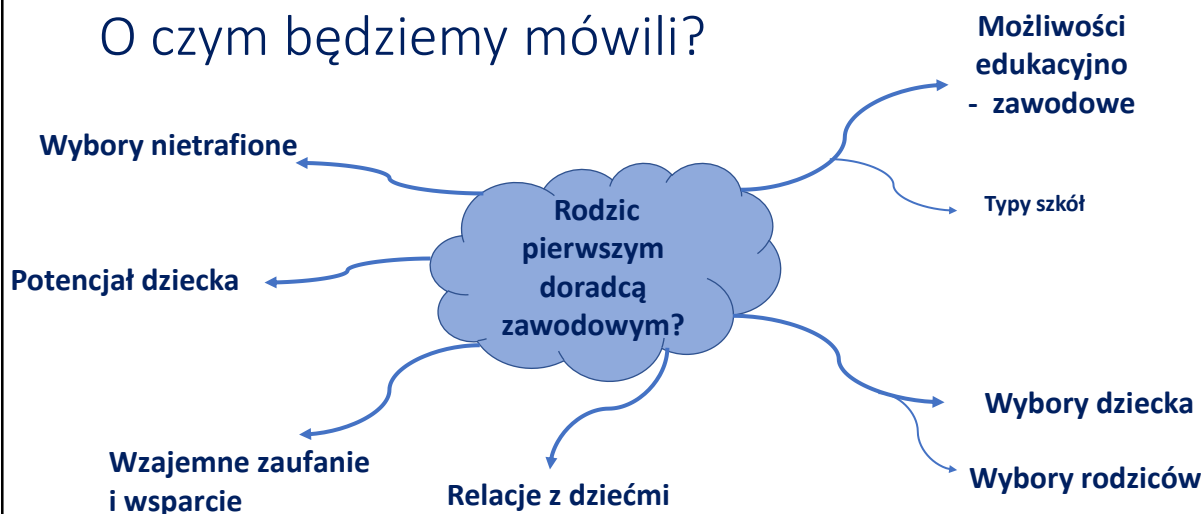 O czym będziemy mówili?
Możliwości
edukacyjno
- zawodowe
Wybory nietrafione
Typy szkół
Rodzic
pierwszym
doradcą
zawodowym?
Potencjał dziecka
Wybory dziecka
Wzajemne zaufanie
i wsparcie
Relacje z dziećmi
Wybory rodziców